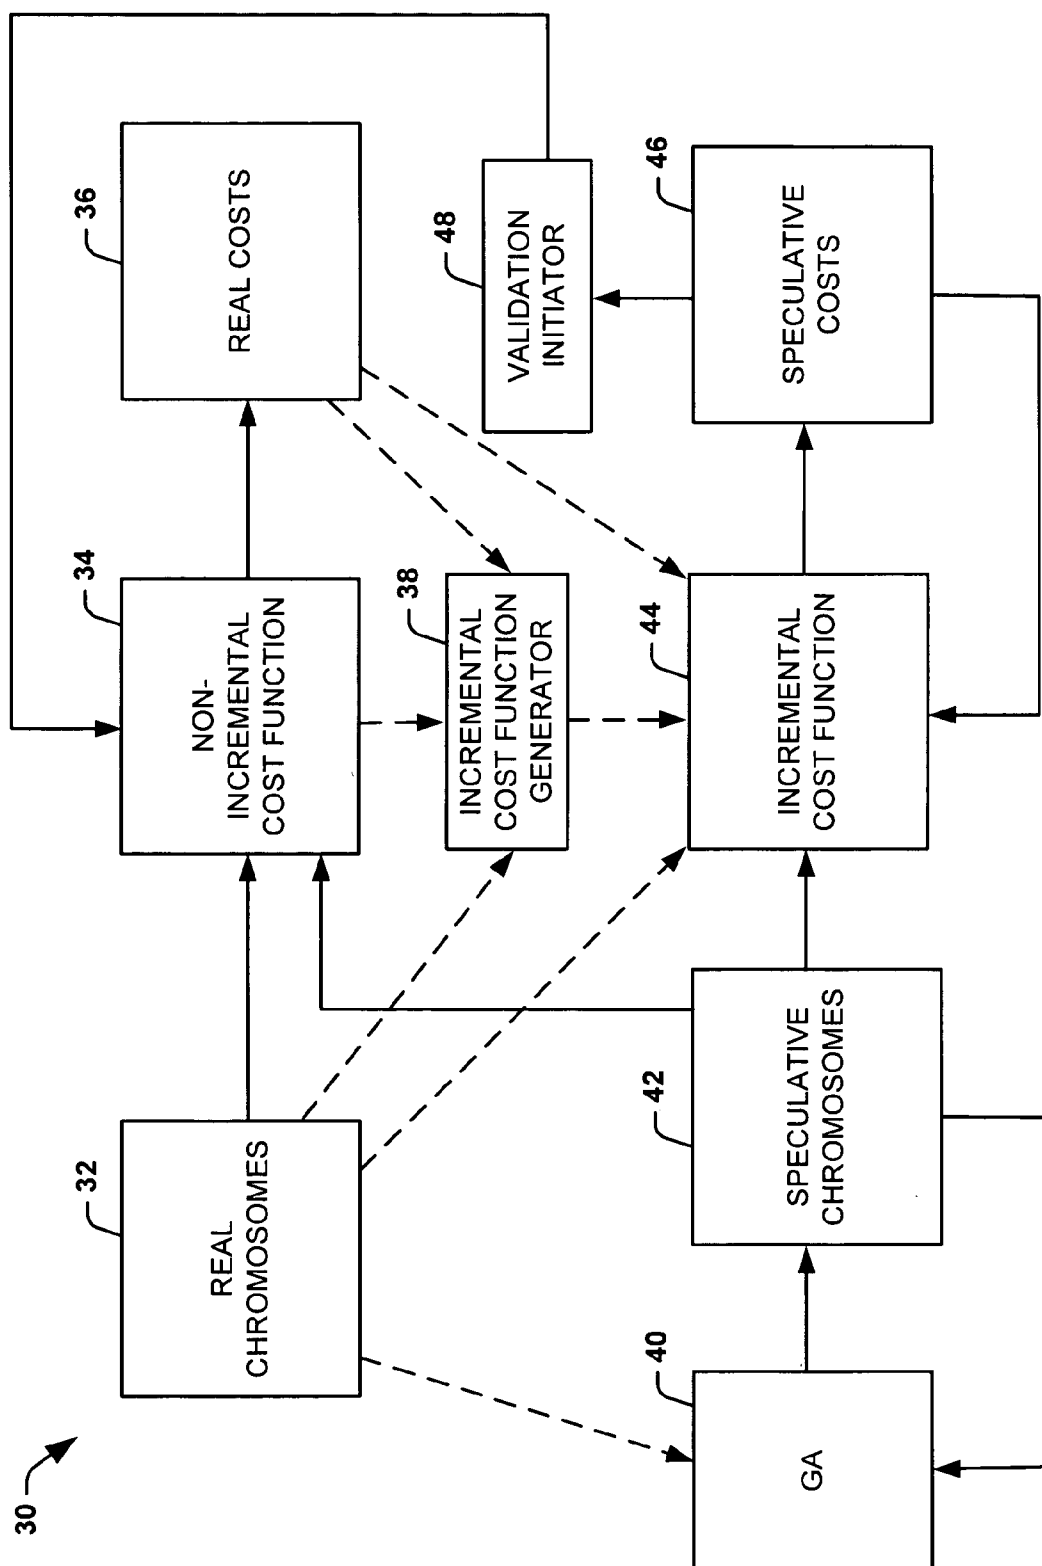 30
32
REAL
CHROMOSOMES
34
NON-
INCREMENTAL
COST FUNCTION
36
REAL COSTS
38
INCREMENTAL
COST FUNCTION
GENERATOR
48
VALIDATION
INITIATOR
40
GA
42
SPECULATIVE
CHROMOSOMES
44
INCREMENTAL
COST FUNCTION
46
SPECULATIVE
COSTS